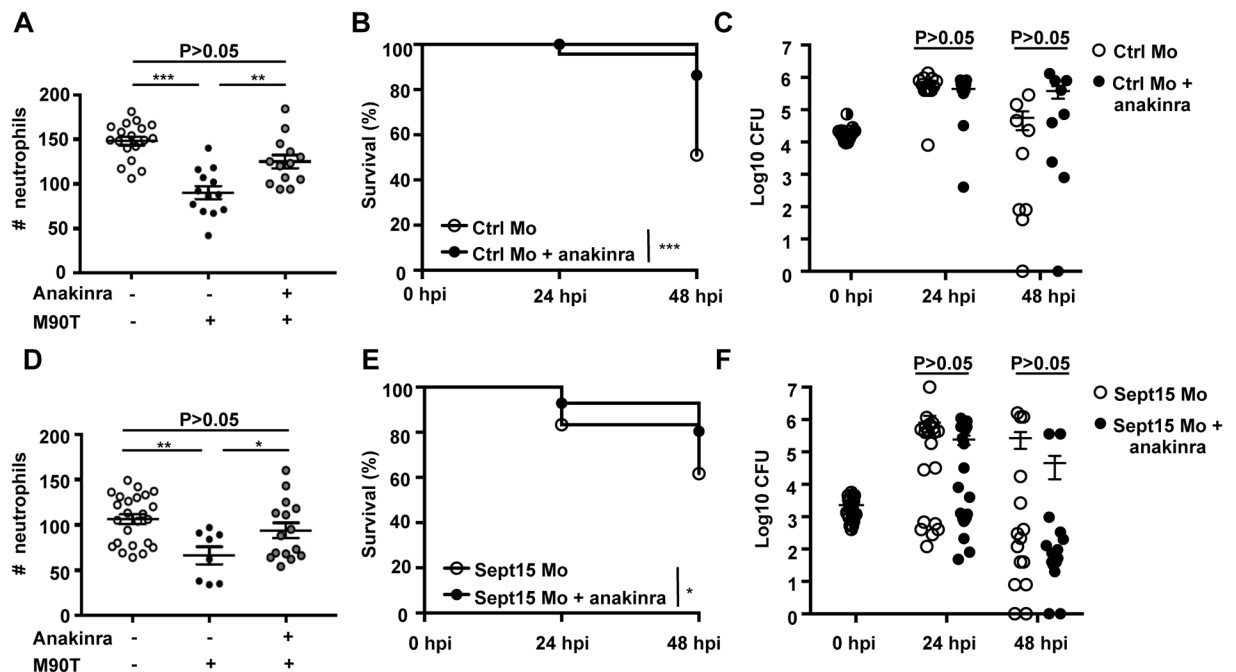 A
P>0.05
***
**
# neutrophils
200
150
100
50
0
Anakinra - - +
M90T - + +
B
Survival (%)
100
80
60
40
20
0
Ctrl Mo
Ctrl Mo + anakinra
***
0 hpi 24 hpi 48 hpi
C
P>0.05 P>0.05
Log10 CFU
7
6
5
4
3
2
1
0
0 hpi 24 hpi 48 hpi
Ctrl Mo
Ctrl Mo +
anakinra
D
P>0.05
**
*
# neutrophils
200
150
100
50
0
Anakinra - - +
M90T - + +
E
Survival (%)
100
80
60
40
20
0
Sept15 Mo
Sept15 Mo + anakinra
*
0 hpi 24 hpi 48 hpi
F
P>0.05 P>0.05
Log10 CFU
7
6
5
4
3
2
1
0
0 hpi 24 hpi 48 hpi
Sept15 Mo
Sept15 Mo +
anakinra